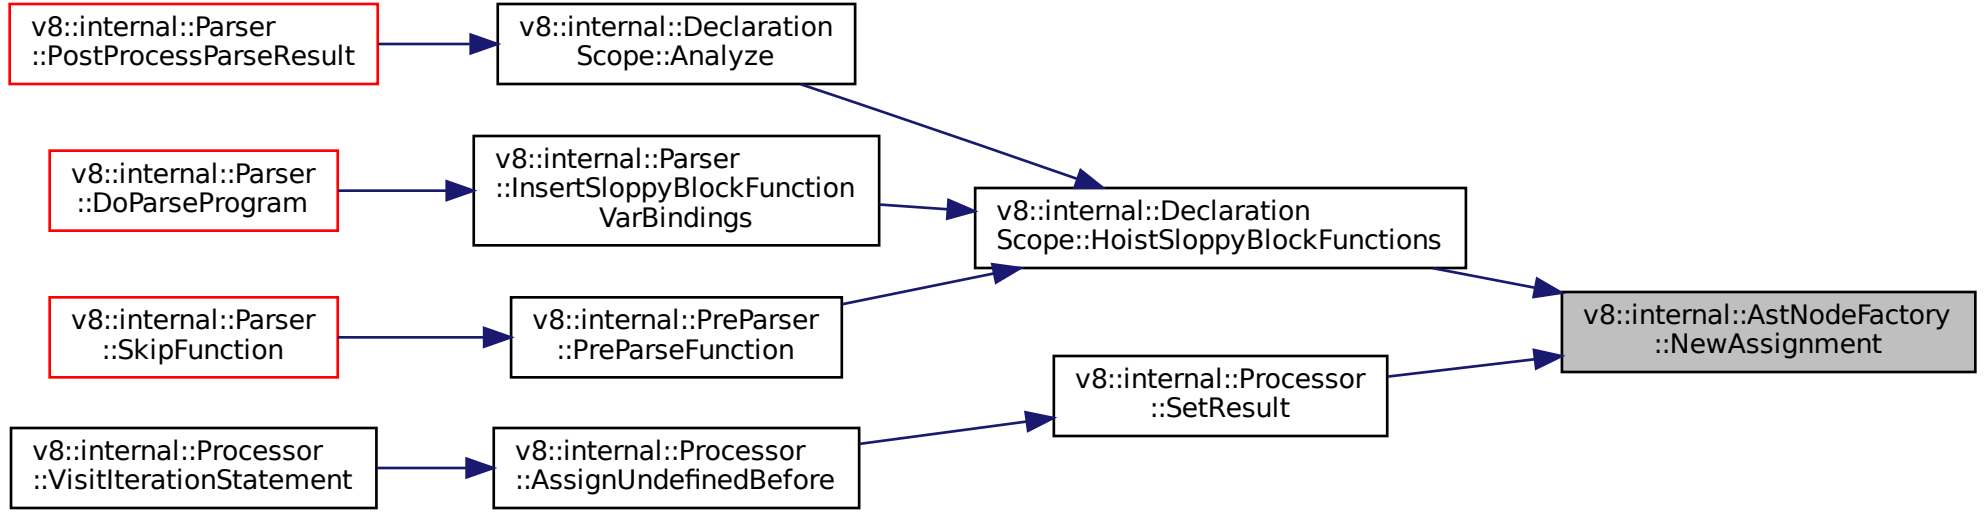 v8::internal::Parser
::PostProcessParseResult
v8::internal::Declaration
Scope::Analyze
v8::internal::Parser
::DoParseProgram
v8::internal::Parser
::InsertSloppyBlockFunction
VarBindings
v8::internal::Declaration
Scope::HoistSloppyBlockFunctions
v8::internal::AstNodeFactory
::NewAssignment
v8::internal::Parser
::SkipFunction
v8::internal::PreParser
::PreParseFunction
v8::internal::Processor
::SetResult
v8::internal::Processor
::VisitIterationStatement
v8::internal::Processor
::AssignUndefinedBefore